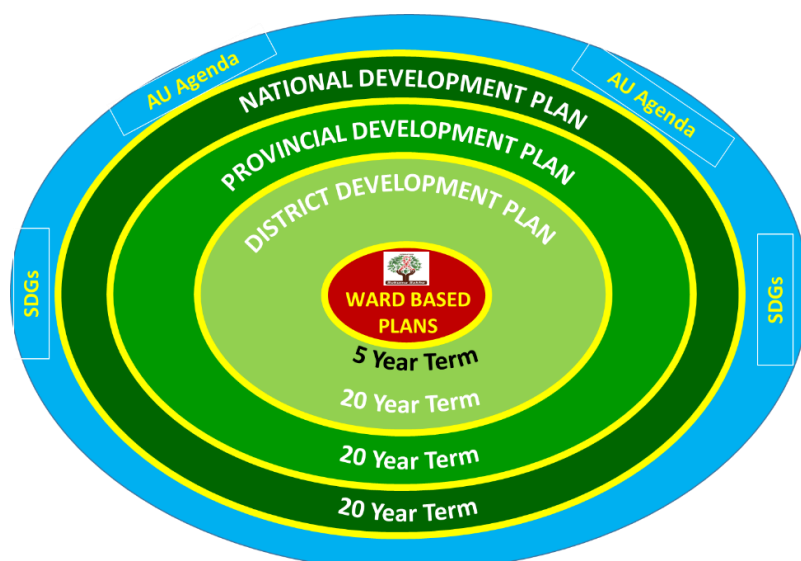 AU Agenda
AU Agenda
NATIONAL DEVELOPMENT PLAN
PROVINCIAL DEVELOPMENT PLAN
DISTRICT DEVELOPMENT PLAN
SDGs
SDGs
WARD BASED
PLANS
5 Year Term
20 Year Term
20 Year Term
20 Year Term